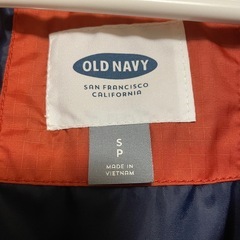 OLD NAVY
SAN FRANCISCO
CALIFORNIA
S
P
MADE IN
VIETNAM